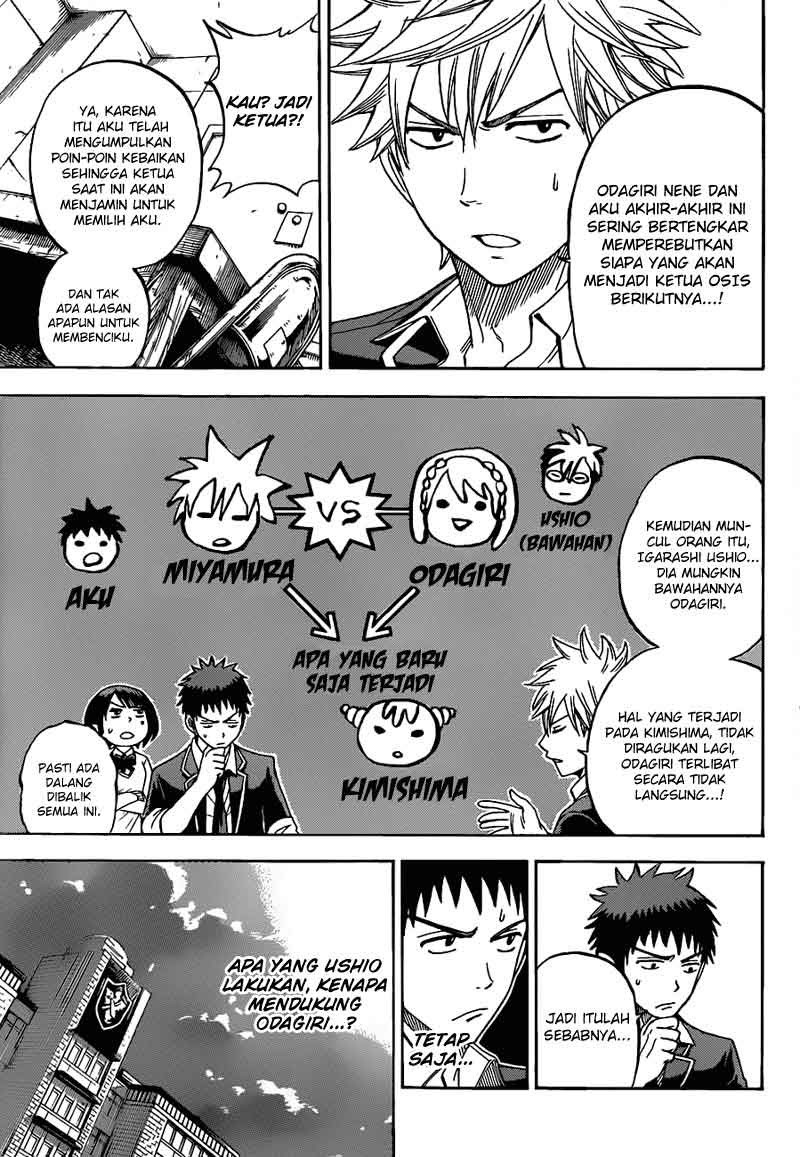 ODAGIRI NENE DAN
AKU AKHIR-AKHIR INI
SERING BERTENGKAR
MEMPEREBUTKAN
SIAPA YANG AKAN
MENJADI KETUA OSIS
BERIKUTNYA...!
KAU? JADI
KETUA?!
YA, KARENA
ITU AKU TELAH
MENGUMPULKAN
POIN-POIN KEBAIKAN
SEHINGGA KETUA
SAAT INI AKAN
MENJAMIN UNTUK
MEMILIH AKU.
DAN TAK
ADA ALASAN
APAPUN UNTUK
MEMBENCIKU.
KEMUDIAN MUN-
CUL ORANG ITU,
IGARASHI USHIO...
DIA MUNGKIN
BAWAHANNYA
ODAGIRI.
HAL YANG TERJADI
PADA KIMISHIMA, TIDAK
DIRAGUKAN LAGI,
ODAGIRI TERLIBAT
SECARA TIDAK
LANGSUNG...!
USHIO
(BAWAHAN)
ODAGIRI
VS
MIYAMURA
AKU
APA YANG BARU
SAJA TERJADI
KIMISHIMA
PASTI ADA
DALANG
DIBALIK
SEMUA INI.
JADI ITULAH
SEBABNYA...
TETAP
SAJA...
APA YANG USHIO
LAKUKAN, KENAPA
MENDUKUNG
ODAGIRI...?